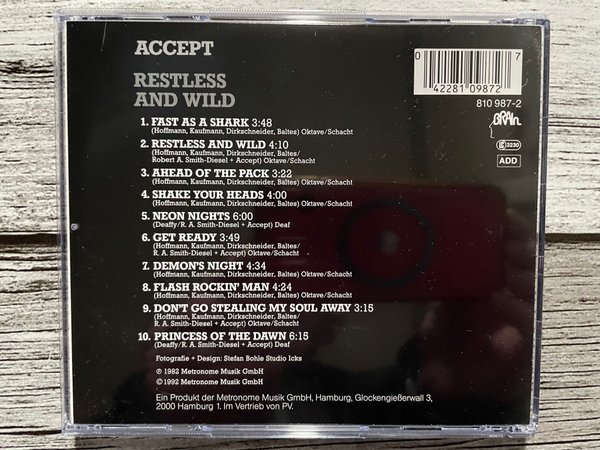 ACCEPT
RESTLESS
AND WILD
0 42281 09872 7
810 987-2
BRAIN
3230
ADD
1. FAST AS A SHARK 3:48
(Hoffmann, Kaufmann, Dirkschneider, Baltes) Oktave/Schacht
2. RESTLESS AND WILD 4:10
(Hoffmann, Kaufmann, Dirkschneider, Baltes/
Robert A. Smith-Diesel + Accept) Oktave/Schacht
3. AHEAD OF THE PACK 3:22
(Hoffmann, Kaufmann, Dirkschneider, Baltes) Oktave/Schacht
4. SHAKE YOUR HEADS 4:00
(Hoffmann, Kaufmann, Dirkschneider, Baltes) Oktave/Schacht
5. NEON NIGHTS 6:00
(Deaffy/R. A. Smith-Diesel + Accept) Deaf
6. GET READY 3:49
(Hoffmann, Kaufmann, Dirkschneider, Baltes/
R. A. Smith-Diesel + Accept) Oktave/Schacht
7. DEMON'S NIGHT 4:34
(Hoffmann, Kaufmann, Dirkschneider, Baltes) Oktave/Schacht
8. FLASH ROCKIN' MAN 4:24
(Hoffmann, Kaufmann, Dirkschneider, Baltes) Oktave/Schacht
9. DON'T GO STEALING MY SOUL AWAY 3:15
(Hoffmann, Kaufmann, Dirkschneider, Baltes/
R. A. Smith-Diesel + Accept) Oktave/Schacht
10. PRINCESS OF THE DAWN 6:15
(Deaffy/R. A. Smith-Diesel + Accept) Deaf
Fotografie + Design: Stefan Bohle Studio Icks
℗ 1982 Metronome Musik GmbH
© 1992 Metronome Musik GmbH
Ein Produkt der Metronome Musik GmbH, Hamburg, Glockengießerwall 3,
2000 Hamburg 1. Im Vertrieb von PV.